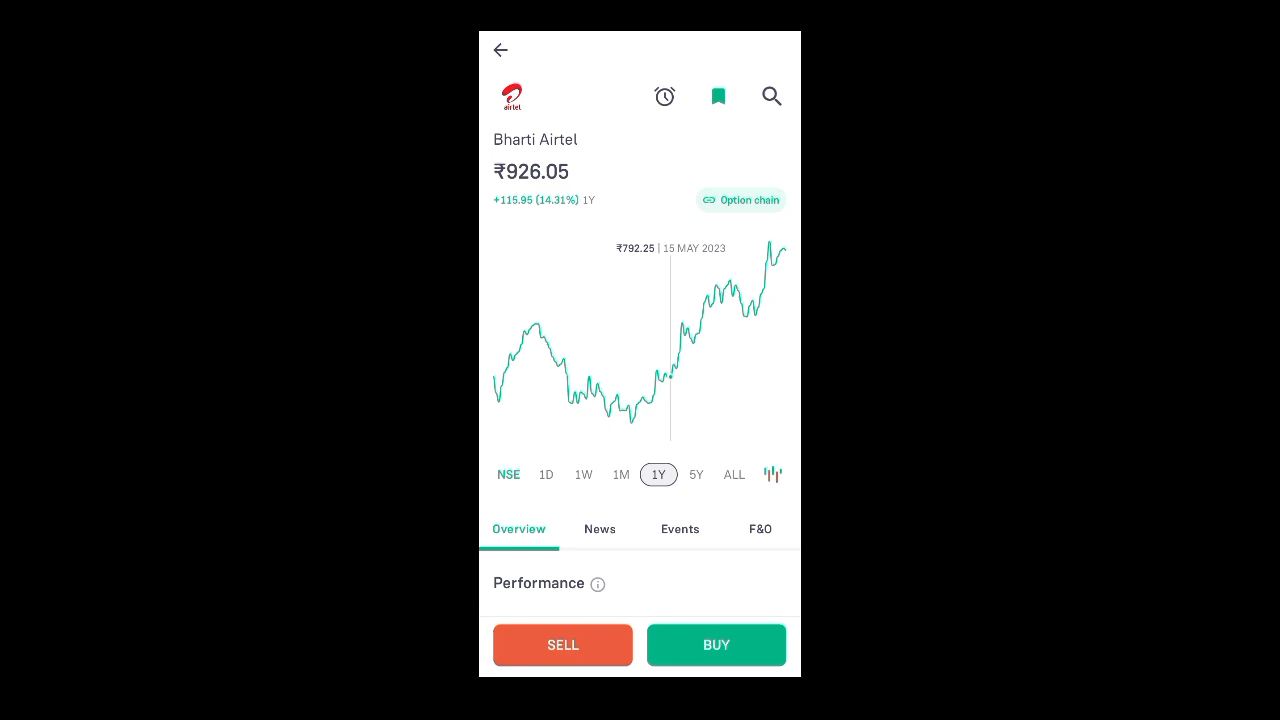 airtel
Bharti Airtel
₹926.05
+115.95 (14.31%) 1Y
Option chain
₹792.25 | 15 MAY 2023
NSE 1D 1W 1M 1Y 5Y ALL
Overview News Events F&O
Performance
SELL BUY